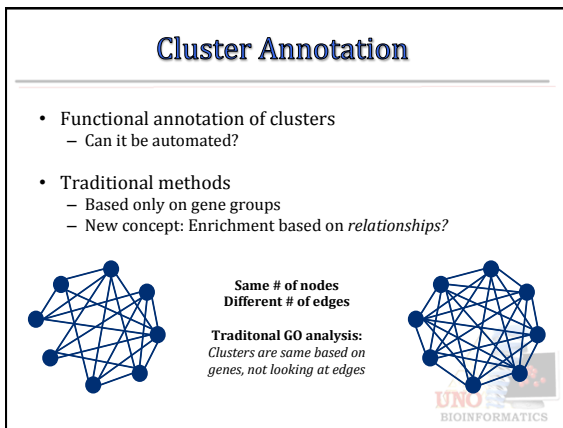 Cluster Annotation
• Functional annotation of clusters
– Can it be automated?
• Traditional methods
– Based only on gene groups
– New concept: Enrichment based on relationships?
Same # of nodes
Different # of edges
Traditonal GO analysis:
Clusters are same based on
genes, not looking at edges
UNO
BIOINFORMATICS